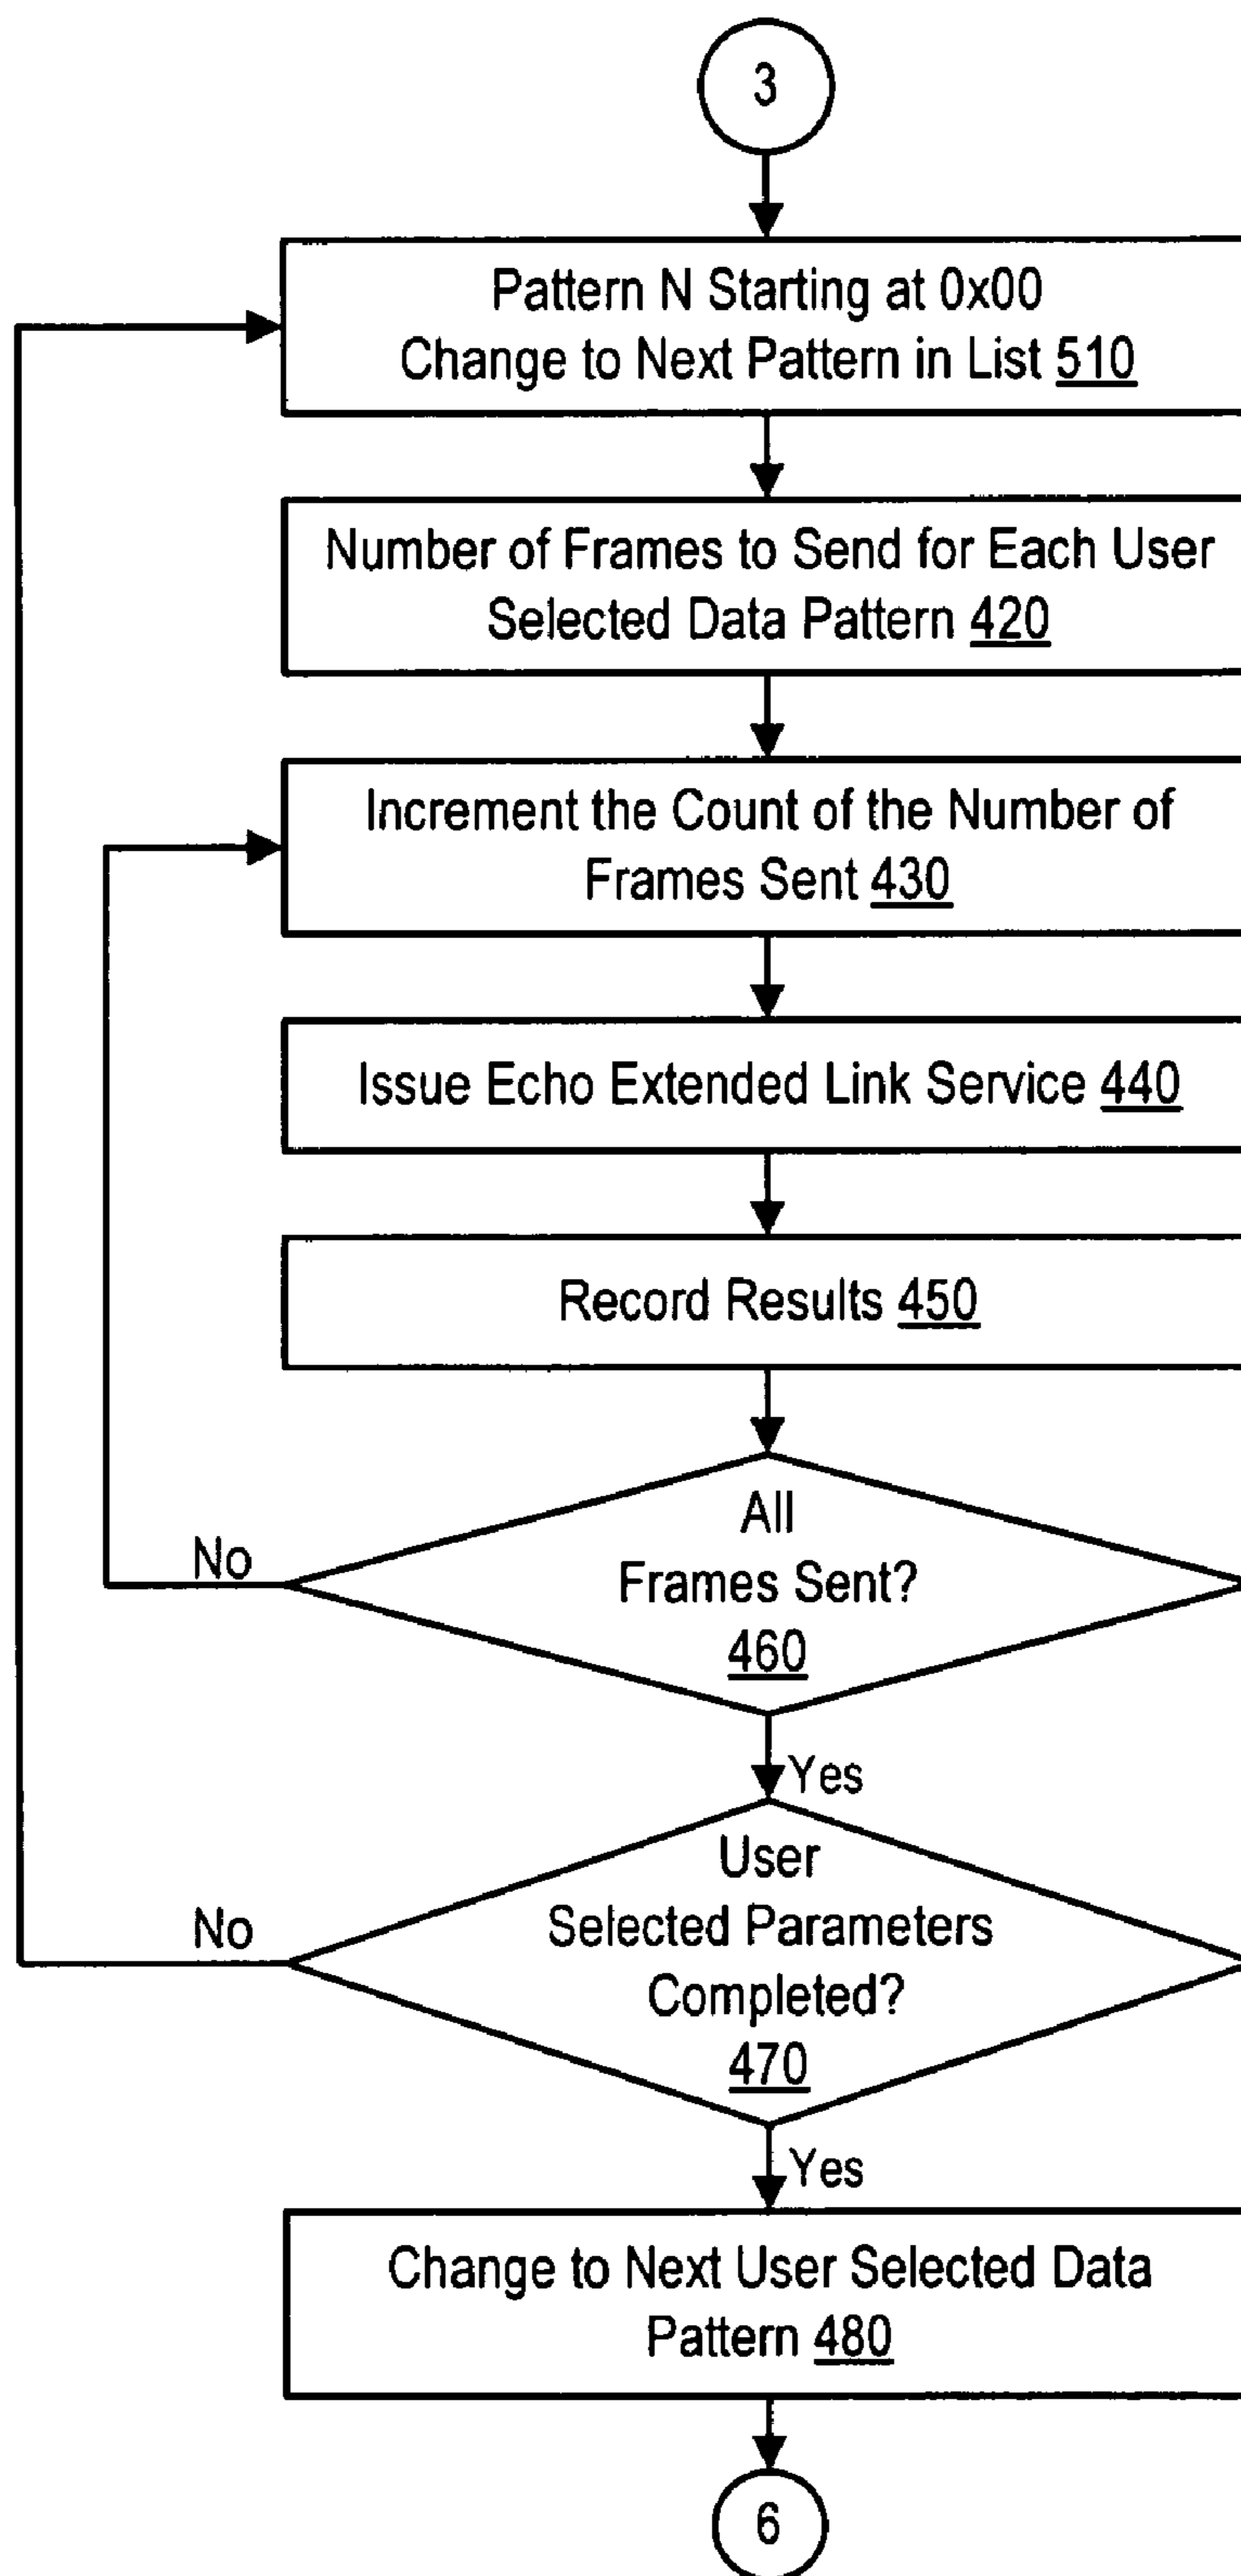 3
Pattern N Starting at 0x00
Change to Next Pattern in List 510
Number of Frames to Send for Each User
Selected Data Pattern 420
Increment the Count of the Number of
Frames Sent 430
Issue Echo Extended Link Service 440
Record Results 450
All
Frames Sent?
460
No
Yes
User
Selected Parameters
Completed?
470
No
Yes
Change to Next User Selected Data
Pattern 480
6